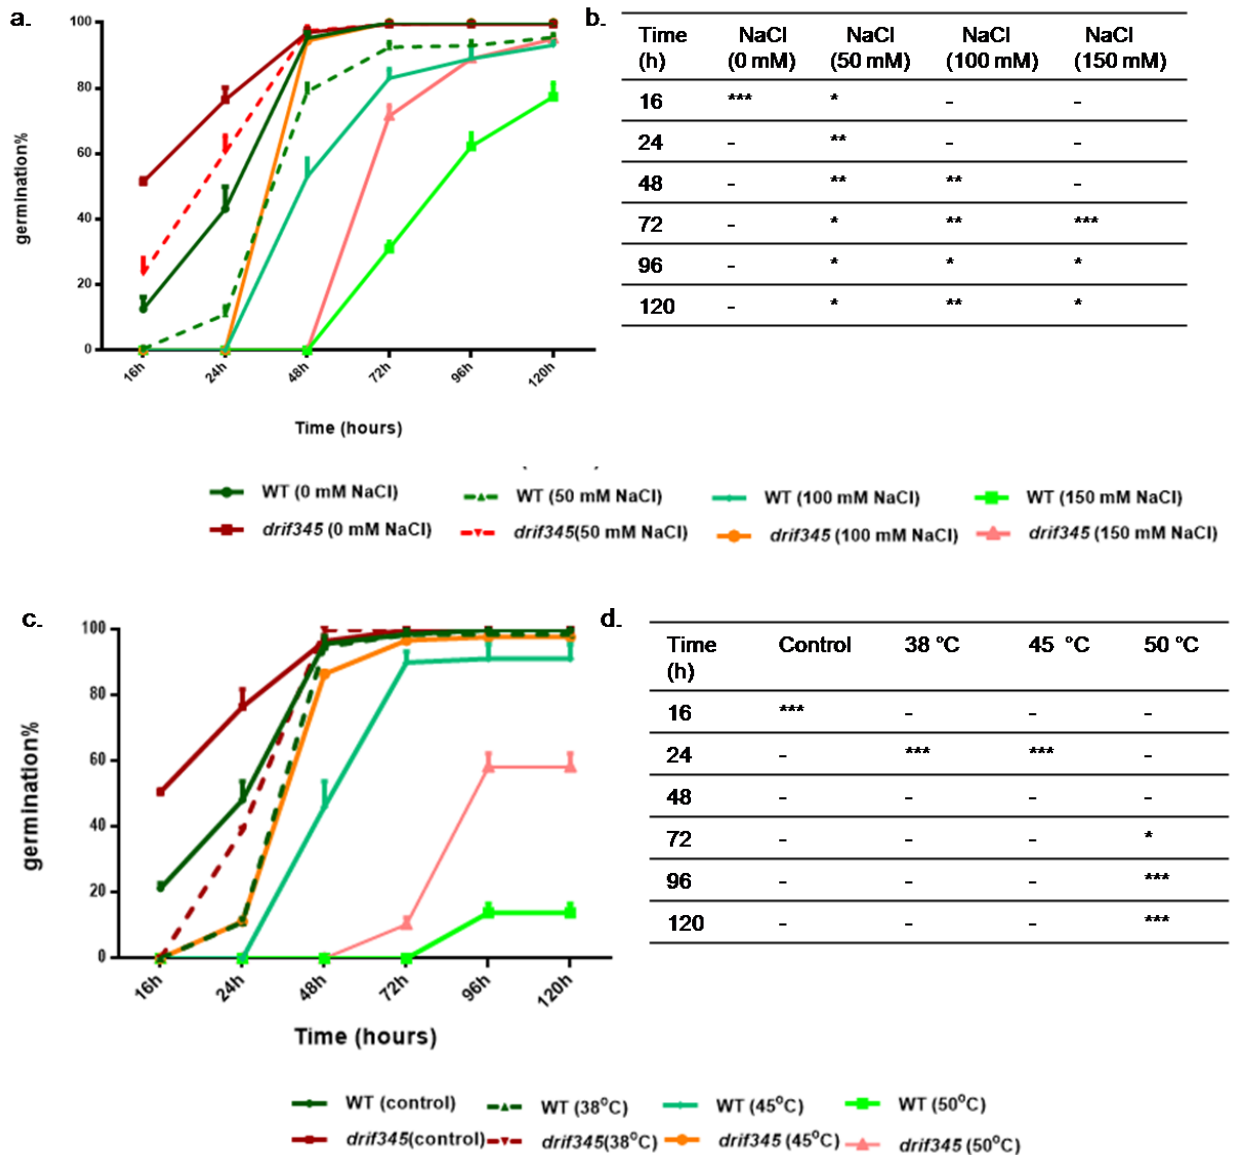 a.
100
80
60
40
20
0
germination%
16h
24h
48h
72h
96h
120h
Time (hours)
b.
Time (h) NaCl (0 mM) NaCl (50 mM) NaCl (100 mM) NaCl (150 mM)
16 *** * - -
24 - ** - -
48 - ** ** -
72 - * ** ***
96 - * * *
120 - * ** *
WT (0 mM NaCl) WT (50 mM NaCl) WT (100 mM NaCl) WT (150 mM NaCl)
drif345 (0 mM NaCl) drif345(50 mM NaCl) drif345 (100 mM NaCl) drif345 (150 mM NaCl)
c.
100
80
60
40
20
0
germination%
16h
24h
48h
72h
96h
120h
Time (hours)
d.
Time (h) Control 38 °C 45 °C 50 °C
16 *** - - -
24 - *** *** -
48 - - - -
72 - - - *
96 - - - ***
120 - - - ***
WT (control) WT (38°C) WT (45°C) WT (50°C)
drif345(control) drif345(38°C) drif345 (45°C) drif345 (50°C)